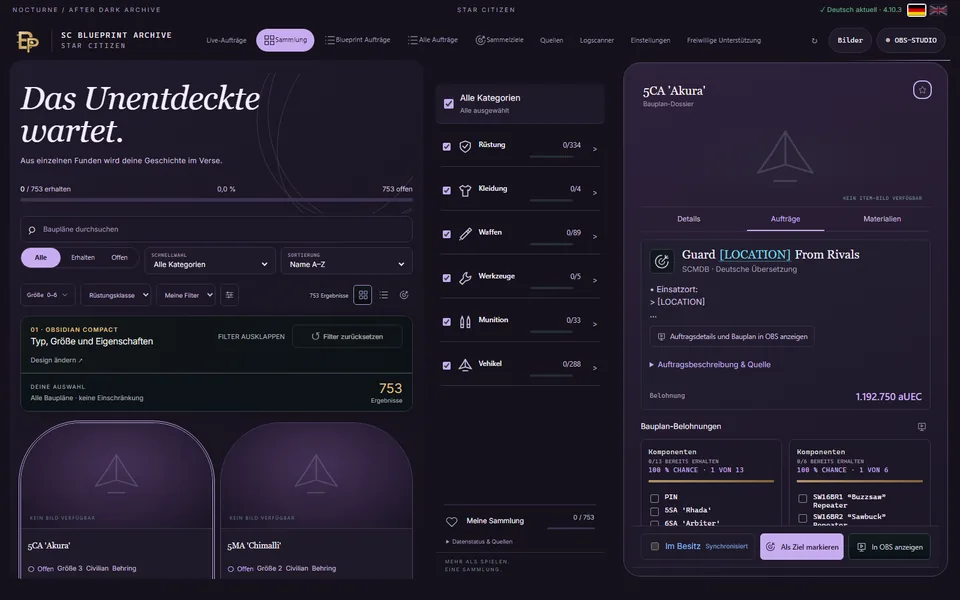 NOCTURNE / AFTER DARK ARCHIVE
STAR CITIZEN
✓ Deutsch aktuell · 4.10.3
SC BLUEPRINT ARCHIVE
STAR CITIZEN
Live-Aufträge
Sammlung
Blueprint Aufträge
Alle Aufträge
Sammelziele
Quellen
Logscanner
Einstellungen
Freiwillige Unterstützung
Bilder
OBS-STUDIO
Das Unentdeckte
wartet.
Aus einzelnen Funden wird deine Geschichte im Verse.
0 / 753 erhalten
0,0 %
753 offen
Baupläne durchsuchen
Alle
Erhalten
Offen
SCHNELLWAHL
Alle Kategorien
SORTIERUNG
Name A–Z
Größe 0–6
Rüstungsklasse
Meine Filter
753 Ergebnisse
01 · OBSIDIAN COMPACT
Typ, Größe und Eigenschaften
Design ändern ↗
FILTER AUSKLAPPEN
Filter zurücksetzen
DEINE AUSWAHL
Alle Baupläne · keine Einschränkung
753
Ergebnisse
KEIN BILD VERFÜGBAR
5CA 'Akura'
Offen Größe 3 Civilian Behring
KEIN BILD VERFÜGBAR
5MA 'Chimalli'
Offen Größe 2 Civilian Behring
Alle Kategorien
Alle ausgewählt
Rüstung
0/334
>
Kleidung
0/4
>
Waffen
0/89
>
Werkzeuge
0/5
>
Munition
0/33
>
Vehikel
0/288
>
Meine Sammlung
0 / 753
▸ Datenstatus & Quellen
MEHR ALS SPIELEN.
EINE SAMMLUNG.
5CA 'Akura'
Bauplan-Dossier
KEIN ITEM-BILD VERFÜGBAR
Details
Aufträge
Materialien
Guard [LOCATION] From Rivals
SCMDB · Deutsche Übersetzung
• Einsatzort:
> [LOCATION]
...
Auftragsdetails und Bauplan in OBS anzeigen
▸ Auftragsbeschreibung & Quelle
Belohnung
1.192.750 aUEC
Bauplan-Belohnungen
Komponenten
0/13 BEREITS ERHALTEN
100 % CHANCE · 1 VON 13
PIN
5SA 'Rhada'
6SA 'Arbiter'
Komponenten
0/6 BEREITS ERHALTEN
100 % CHANCE · 1 VON 6
SW16BR1 "Buzzsaw"
Repeater
SW16BR2 "Sawbuck"
Repeater
Im Besitz
Synchronisiert
Als Ziel markieren
In OBS anzeigen